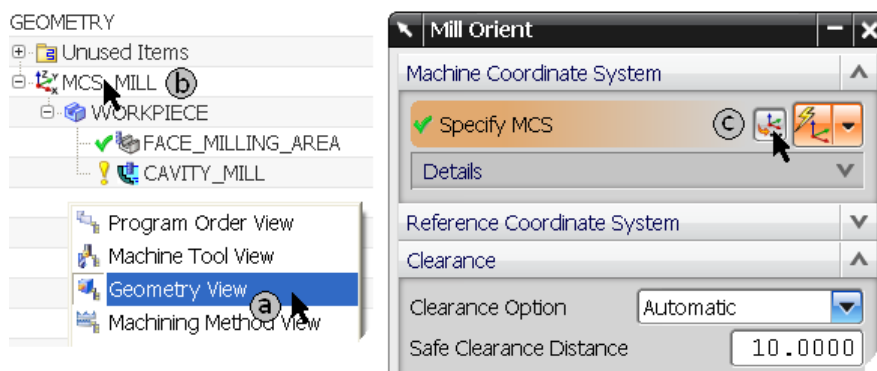 GEOMETRY
Unused Items
MCS_MILL b
WORKPIECE
FACE_MILLING_AREA
CAVITY_MILL
Program Order View
Machine Tool View
Geometry View a
Machining Method View
Mill Orient
Machine Coordinate System
Specify MCS c
Details
Reference Coordinate System
Clearance
Clearance Option Automatic
Safe Clearance Distance 10.0000